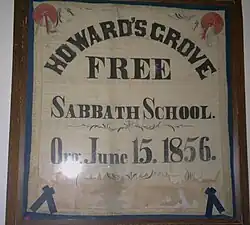 HOWARD'S GROVE
FREE
SABBATH SCHOOL.
Org. June 15, 1856.